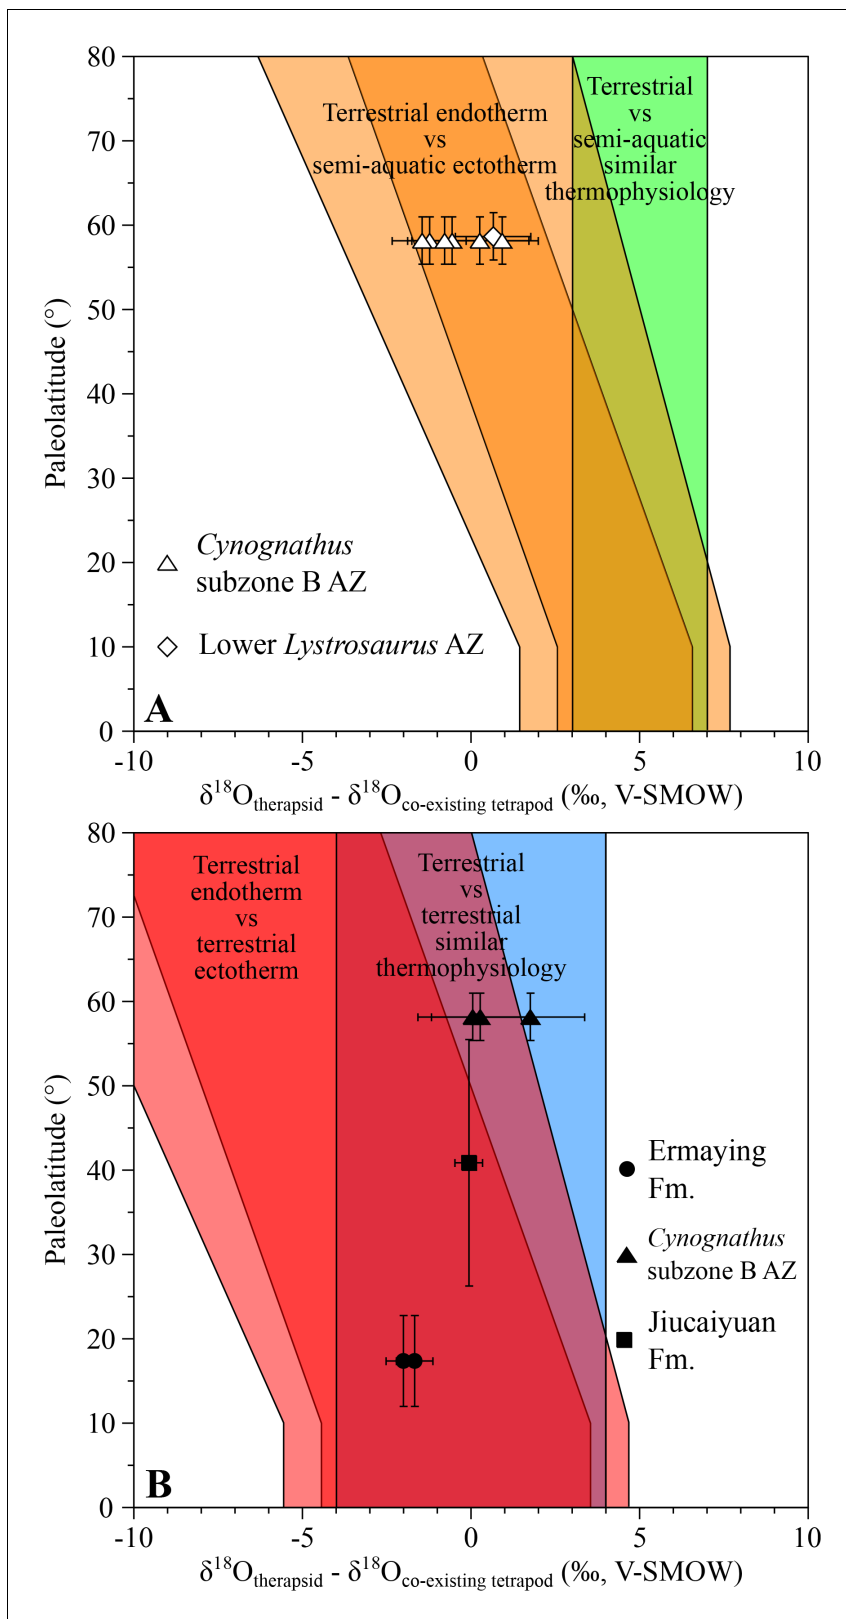 80
70
60
50
40
30
20
10
0
Paleolatitude (°)
Terrestrial endotherm
vs
semi-aquatic ectotherm
Terrestrial
vs
semi-aquatic
similar
thermophysiology
Cynognathus
subzone B AZ
Lower Lystrosaurus AZ
A
-10
-5
0
5
10
δ18Otherapsid - δ18Oco-existing tetrapod (‰, V-SMOW)
80
70
60
50
40
30
20
10
0
Paleolatitude (°)
Terrestrial
endotherm
vs
terrestrial
ectotherm
Terrestrial
vs
terrestrial
similar
thermophysiology
Ermaying
Fm.
Cynognathus
subzone B AZ
Jiucaiyuan
Fm.
B
-10
-5
0
5
10
δ18Otherapsid - δ18Oco-existing tetrapod (‰, V-SMOW)